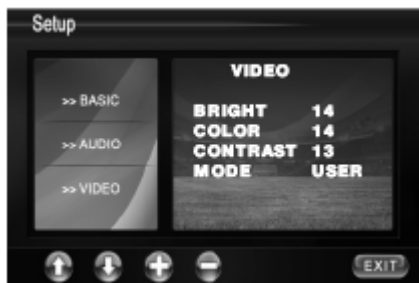 Setup
>> BASIC
>> AUDIO
>> VIDEO
VIDEO
BRIGHT 14
COLOR 14
CONTRAST 13
MODE USER
EXIT